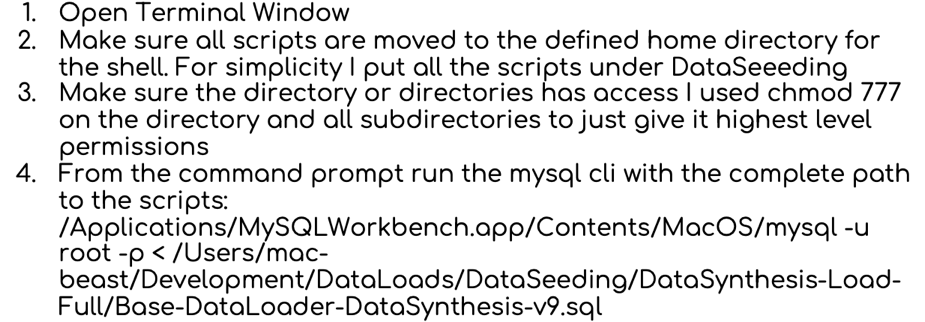 1. Open Terminal Window
2. Make sure all scripts are moved to the defined home directory for
the shell. For simplicity I put all the scripts under DataSeeeding
3. Make sure the directory or directories has access I used chmod 777
on the directory and all subdirectories to just give it highest level
permissions
4. From the command prompt run the mysql cli with the complete path
to the scripts:
/Applications/MySQLWorkbench.app/Contents/MacOS/mysql -u
root -p < /Users/mac-
beast/Development/DataLoads/DataSeeding/DataSynthesis-Load-
Full/Base-DataLoader-DataSynthesis-v9.sql